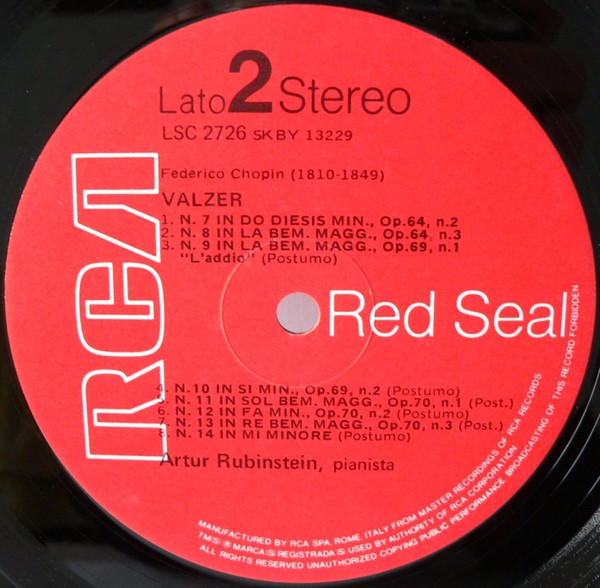 Lato 2 Stereo
LSC 2726 SKBY 13229
Federico Chopin (1810-1849)
VALZER
1. N. 7 IN DO DIESIS MIN., Op.64, n.2
2. N. 8 IN LA BEM. MAGG., Op.64, n.3
3. N. 9 IN LA BEM. MAGG., Op.69, n.1
"L'addio" (Postumo)
RCA
Red Seal
4. N.10 IN SI MIN., Op.69, n.2 (Postumo)
5. N.11 IN SOL BEM. MAGG., Op.70, n.1 (Post.)
6. N.12 IN FA MIN., Op.70, n.2 (Postumo)
7. N.13 IN RE BEM. MAGG., Op.70, n.3 (Post.)
8. N.14 IN MI MINORE (Postumo)
Artur Rubinstein, pianista
MANUFACTURED BY RCA SPA, ROME, ITALY FROM MASTER RECORDINGS OF RCA RECORDS
TM(S) ® MARCA(S) REGISTRADA(S) USED BY AUTHORITY OF RCA CORPORATION
ALL RIGHTS RESERVED UNAUTHORIZED COPYING PUBLIC PERFORMANCE BROADCASTING OF THIS RECORD FORBIDDEN